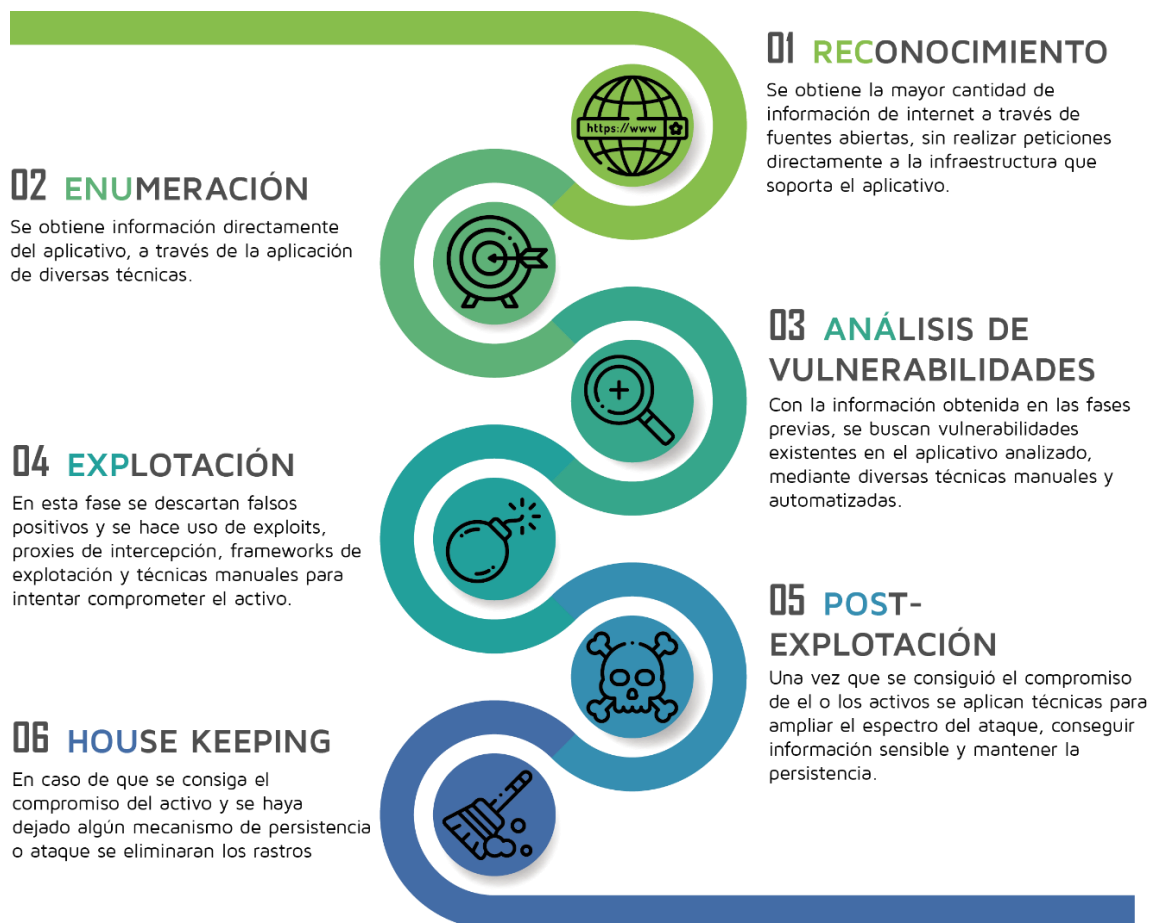 01 RECONOCIMIENTO
Se obtiene la mayor cantidad de
información de internet a través de
fuentes abiertas, sin realizar peticiones
directamente a la infraestructura que
soporta el aplicativo.
https://www
02 ENUMERACIÓN
Se obtiene información directamente
del aplicativo, a través de la aplicación
de diversas técnicas.
03 ANÁLISIS DE
VULNERABILIDADES
Con la información obtenida en las fases
previas, se buscan vulnerabilidades
existentes en el aplicativo analizado,
mediante diversas técnicas manuales y
automatizadas.
04 EXPLOTACIÓN
En esta fase se descartan falsos
positivos y se hace uso de exploits,
proxies de intercepción, frameworks de
explotación y técnicas manuales para
intentar comprometer el activo.
05 POST-
EXPLOTACIÓN
Una vez que se consiguió el compromiso
de el o los activos se aplican técnicas para
ampliar el espectro del ataque, conseguir
información sensible y mantener la
persistencia.
06 HOUSE KEEPING
En caso de que se consiga el
compromiso del activo y se haya
dejado algún mecanismo de persistencia
o ataque se eliminaran los rastros